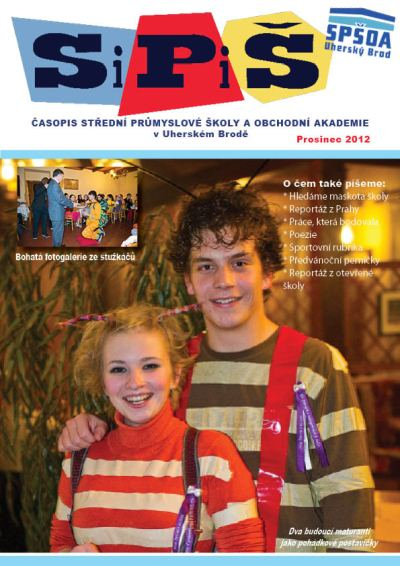 SiPiŠ
SPŠOA
Uherský Brod
ČASOPIS STŘEDNÍ PRŮMYSLOVÉ ŠKOLY A OBCHODNÍ AKADEMIE
v Uherském Brodě
Prosinec 2012
O čem také píšeme:
* Hledáme maskota školy
* Reportáž z Prahy
* Práce, která bodovala
* Poezie
* Sportovní rubrika
* Předvánoční perníčky
* Reportáž z otevřené
školy
Bohatá fotogalerie ze stužkáčů
Dva budoucí maturanti
jako pohádkové postavičky